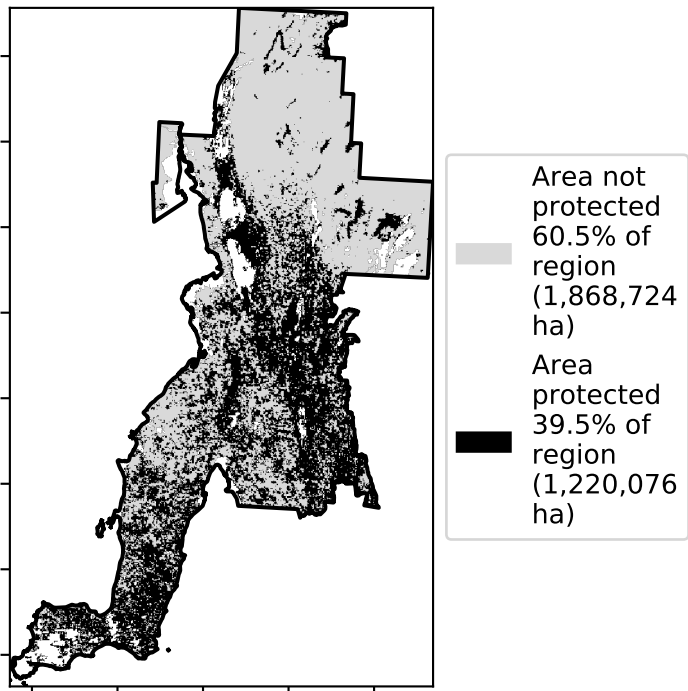 Area not
protected
60.5% of
region
(1,868,724
ha)
Area
protected
39.5% of
region
(1,220,076
ha)